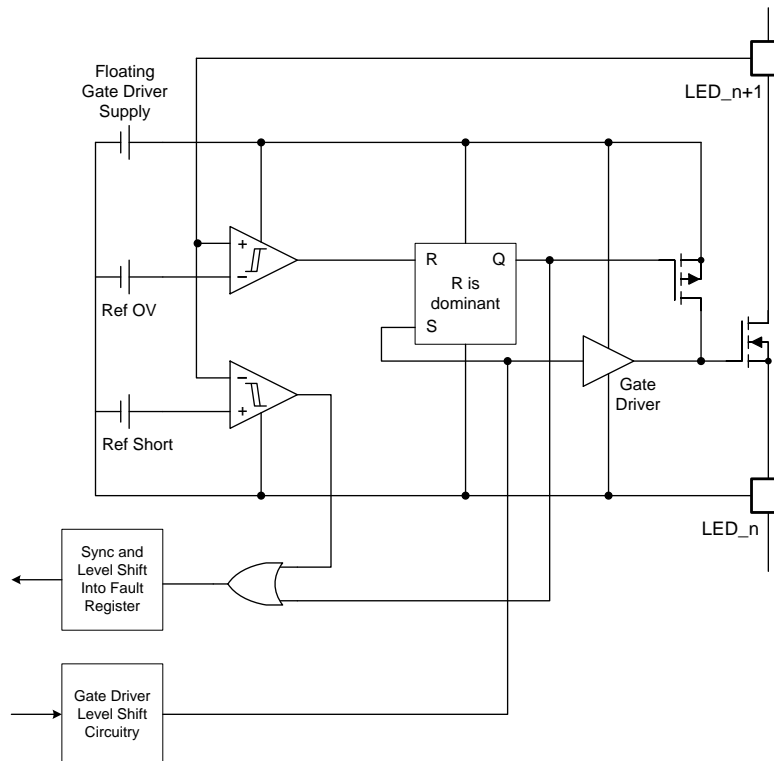 Floating
Gate Driver
Supply
LED_n+1
+
−
R
Q
R is
dominant
S
Ref OV
−
+
Ref Short
Gate
Driver
LED_n
Sync and
Level Shift
Into Fault
Register
Gate Driver
Level Shift
Circuitry